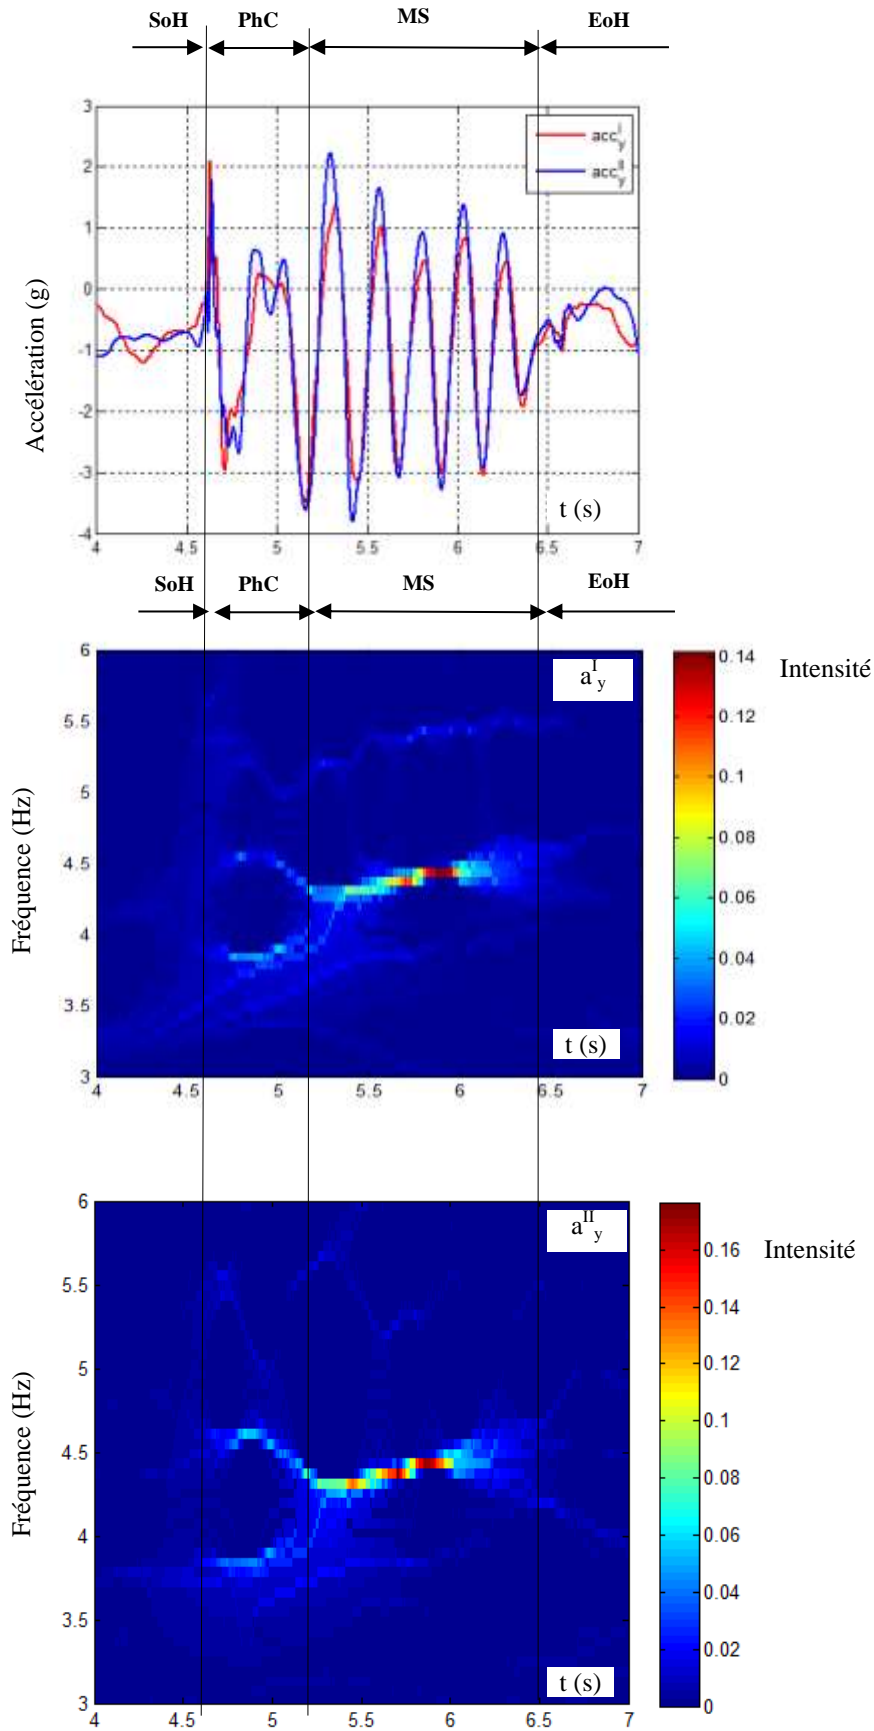 SoH PhC MS EoH
3
2
1
0
-1
-2
-3
-4
acc_y^I
acc_y^II
Accélération (g)
t (s)
4 4.5 5 5.5 6 6.5 7
SoH PhC MS EoH
6
5.5
5
4.5
4
3.5
3
a^I_y
Fréquence (Hz)
t (s)
4 4.5 5 5.5 6 6.5 7
0.14
0.12
0.1
0.08
0.06
0.04
0.02
0
Intensité
6
5.5
5
4.5
4
3.5
3
a^II_y
Fréquence (Hz)
t (s)
4 4.5 5 5.5 6 6.5 7
0.16
0.14
0.12
0.1
0.08
0.06
0.04
0.02
0
Intensité